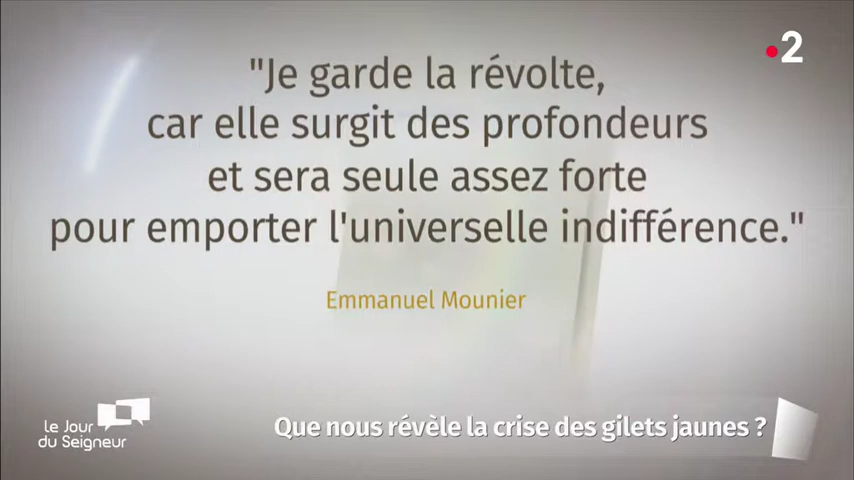 2
"Je garde la révolte,
car elle surgit des profondeurs
et sera seule assez forte
pour emporter l'universelle indifférence."
Emmanuel Mounier
le Jour
du Seigneur
Que nous révèle la crise des gilets jaunes ?